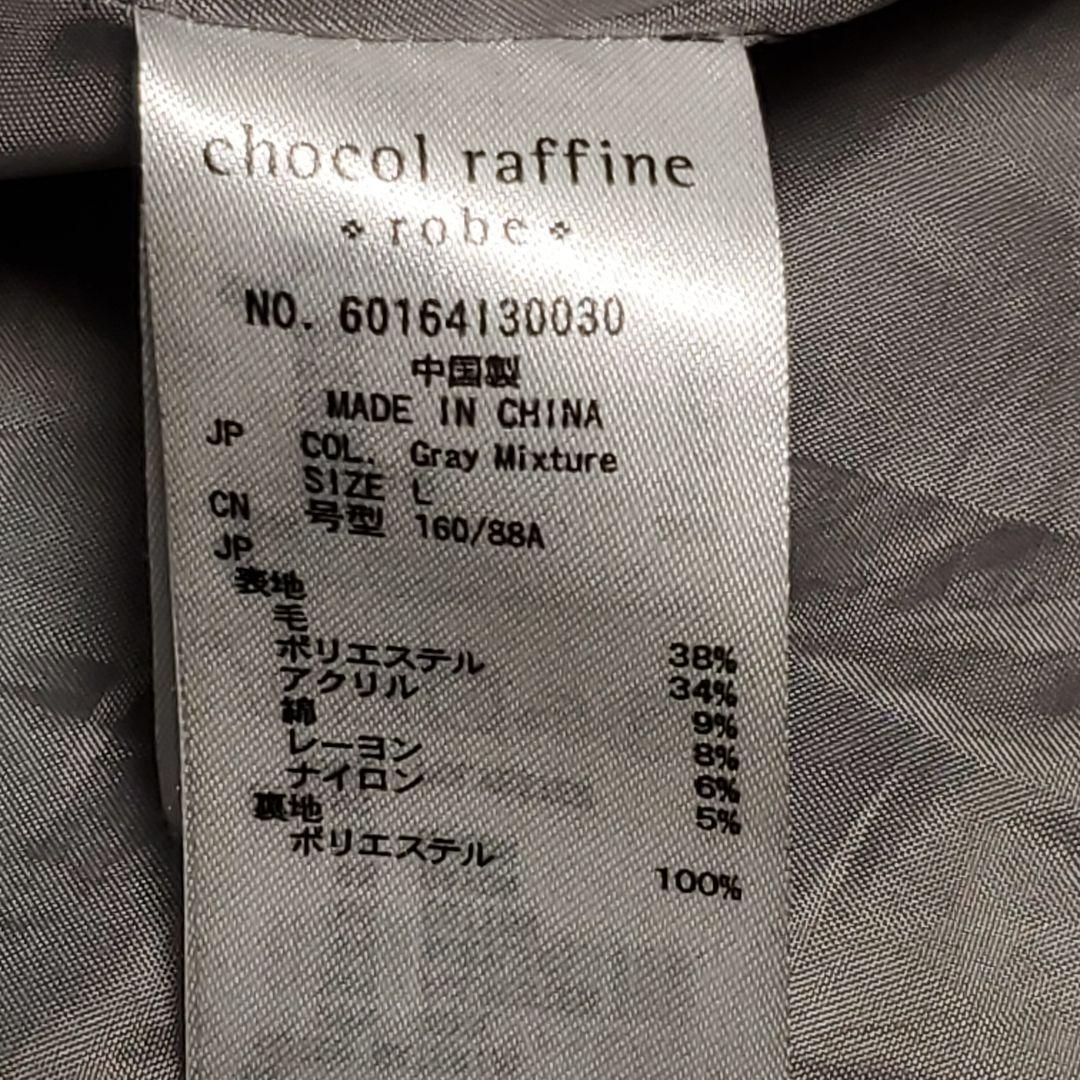 chocol raffine
robe
NO. 60164130030
中国製
MADE IN CHINA
JP COL. Gray Mixture
SIZE L
CN 号型 160/88A
JP
表地
毛 38%
ポリエステル 34%
アクリル 9%
綿 8%
レーヨン 6%
ナイロン 5%
裏地
ポリエステル 100%